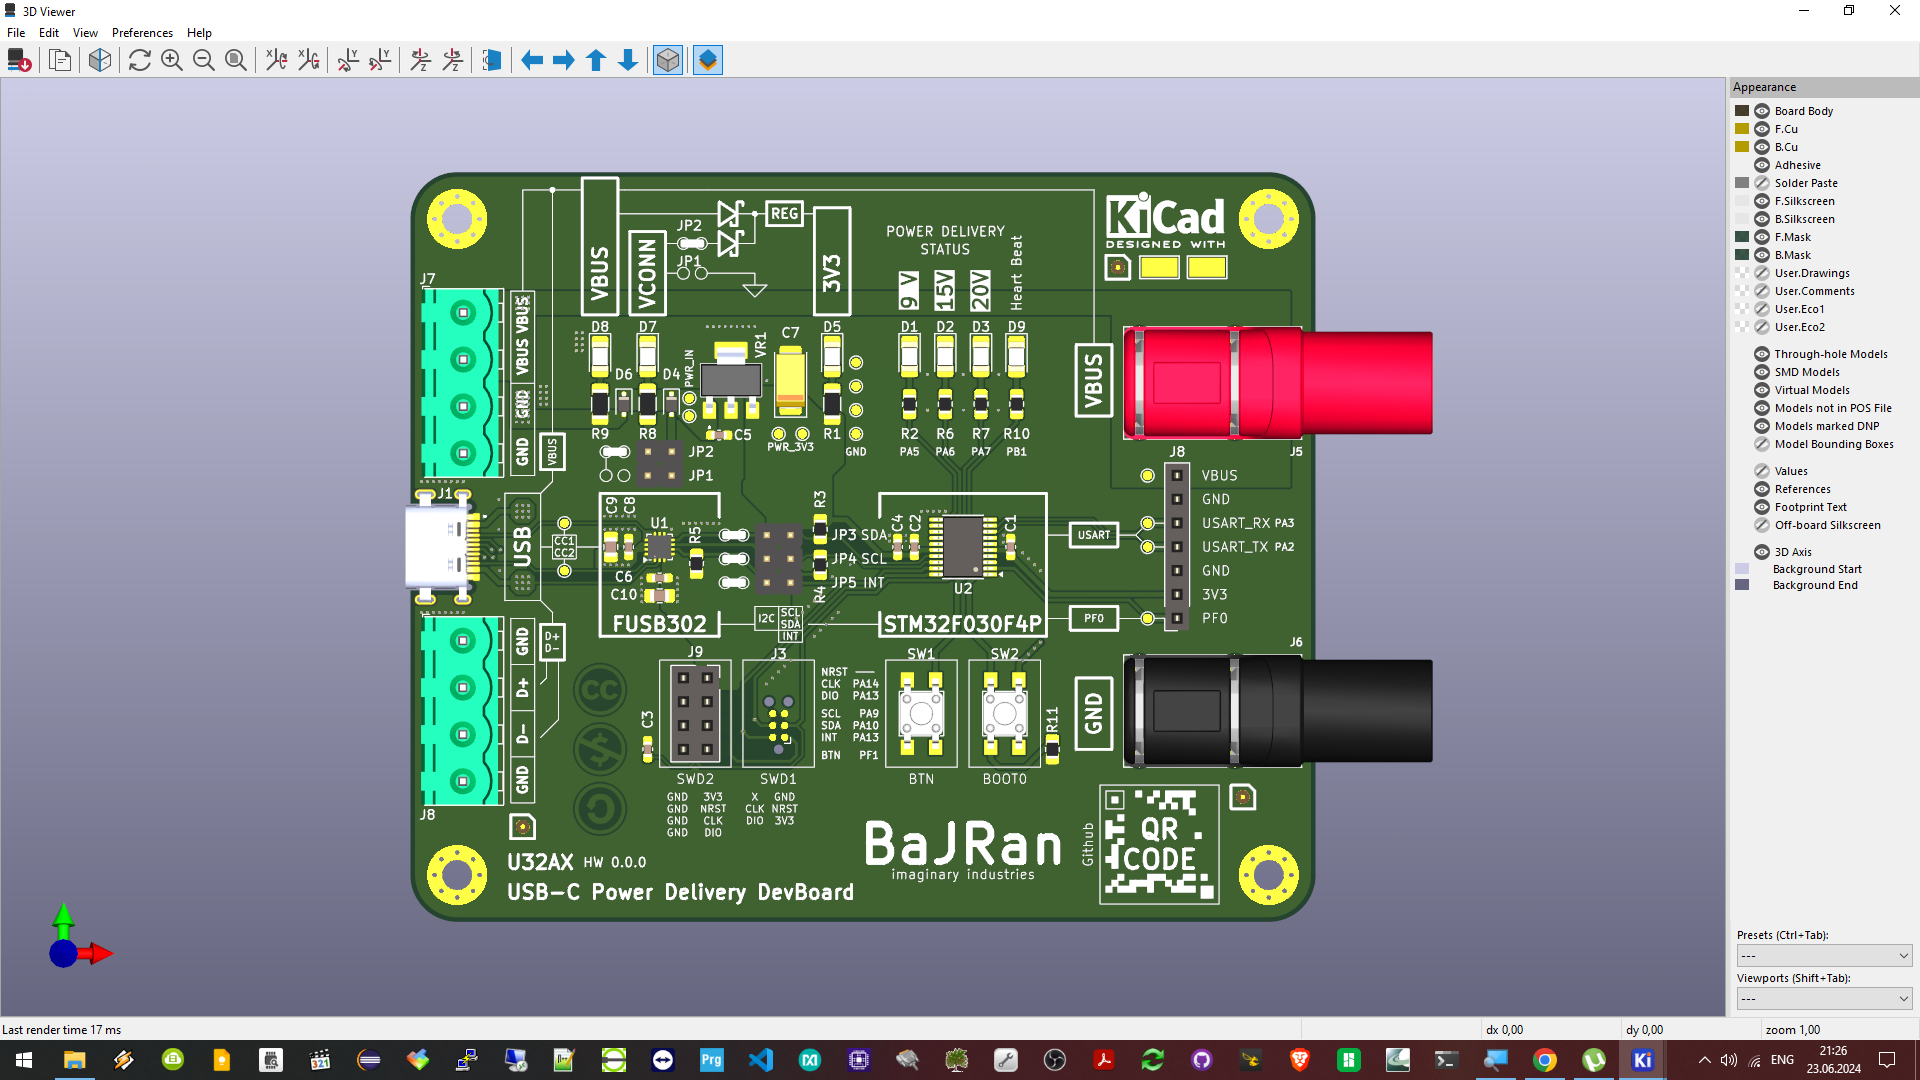 3D Viewer
File Edit View Preferences Help
Appearance
Board Body
F.Cu
B.Cu
Adhesive
Solder Paste
F.Silkscreen
B.Silkscreen
F.Mask
B.Mask
User.Drawings
User.Comments
User.Eco1
User.Eco2
Through-hole Models
SMD Models
Virtual Models
Models not in POS File
Models marked DNP
Model Bounding Boxes
Values
References
Footprint Text
Off-board Silkscreen
3D Axis
Background Start
Background End
Presets (Ctrl+Tab):
---
Viewports (Shift+Tab):
---
VBUS
VCONN
JP2
JP1
REG
3V3
POWER DELIVERY
STATUS
9 V
15V
20V
Heart Beat
KiCad
DESIGNED WITH
J7
VBUS VBUS
GND GND
VBUS
D8 D7 D5 D1 D2 D3 D9
D6 D4
PWR_IN
VR1
C7
C5
PWR_3V3
R9 R8 R1 R2 R6 R7 R10
GND PA5 PA6 PA7 PB1
JP2
JP1
VBUS
J5
J8
VBUS
GND
USART_RX PA3
USART_TX PA2
GND
3V3
PF0
J1
USB
CC1
CC2
C9 C8
U1
R5
C6
C10
FUSB302
R3
JP3 SDA
JP4 SCL
JP5 INT
R4
I2C
SCL
SDA
INT
C4 C2
C1
U2
STM32F030F4P
USART
PF0
GND
D+
D-
GND
D+
D-
J8
J9
J3
C3
SWD2
SWD1
GND 3V3
GND NRST
GND CLK
GND DIO
X GND
CLK NRST
DIO 3V3
NRST
CLK PA14
DIO PA13
SCL PA9
SDA PA10
INT PA13
BTN PF1
SW1
BTN
SW2
BOOT0
R11
GND
J6
CC
U32AX HW 0.0.0
USB-C Power Delivery DevBoard
BaJRan
imaginary industries
Github
QR
CODE
Last render time 17 ms
dx 0,00
dy 0,00
zoom 1,00
321
Prg
Ki
ENG
21:26
23.06.2024